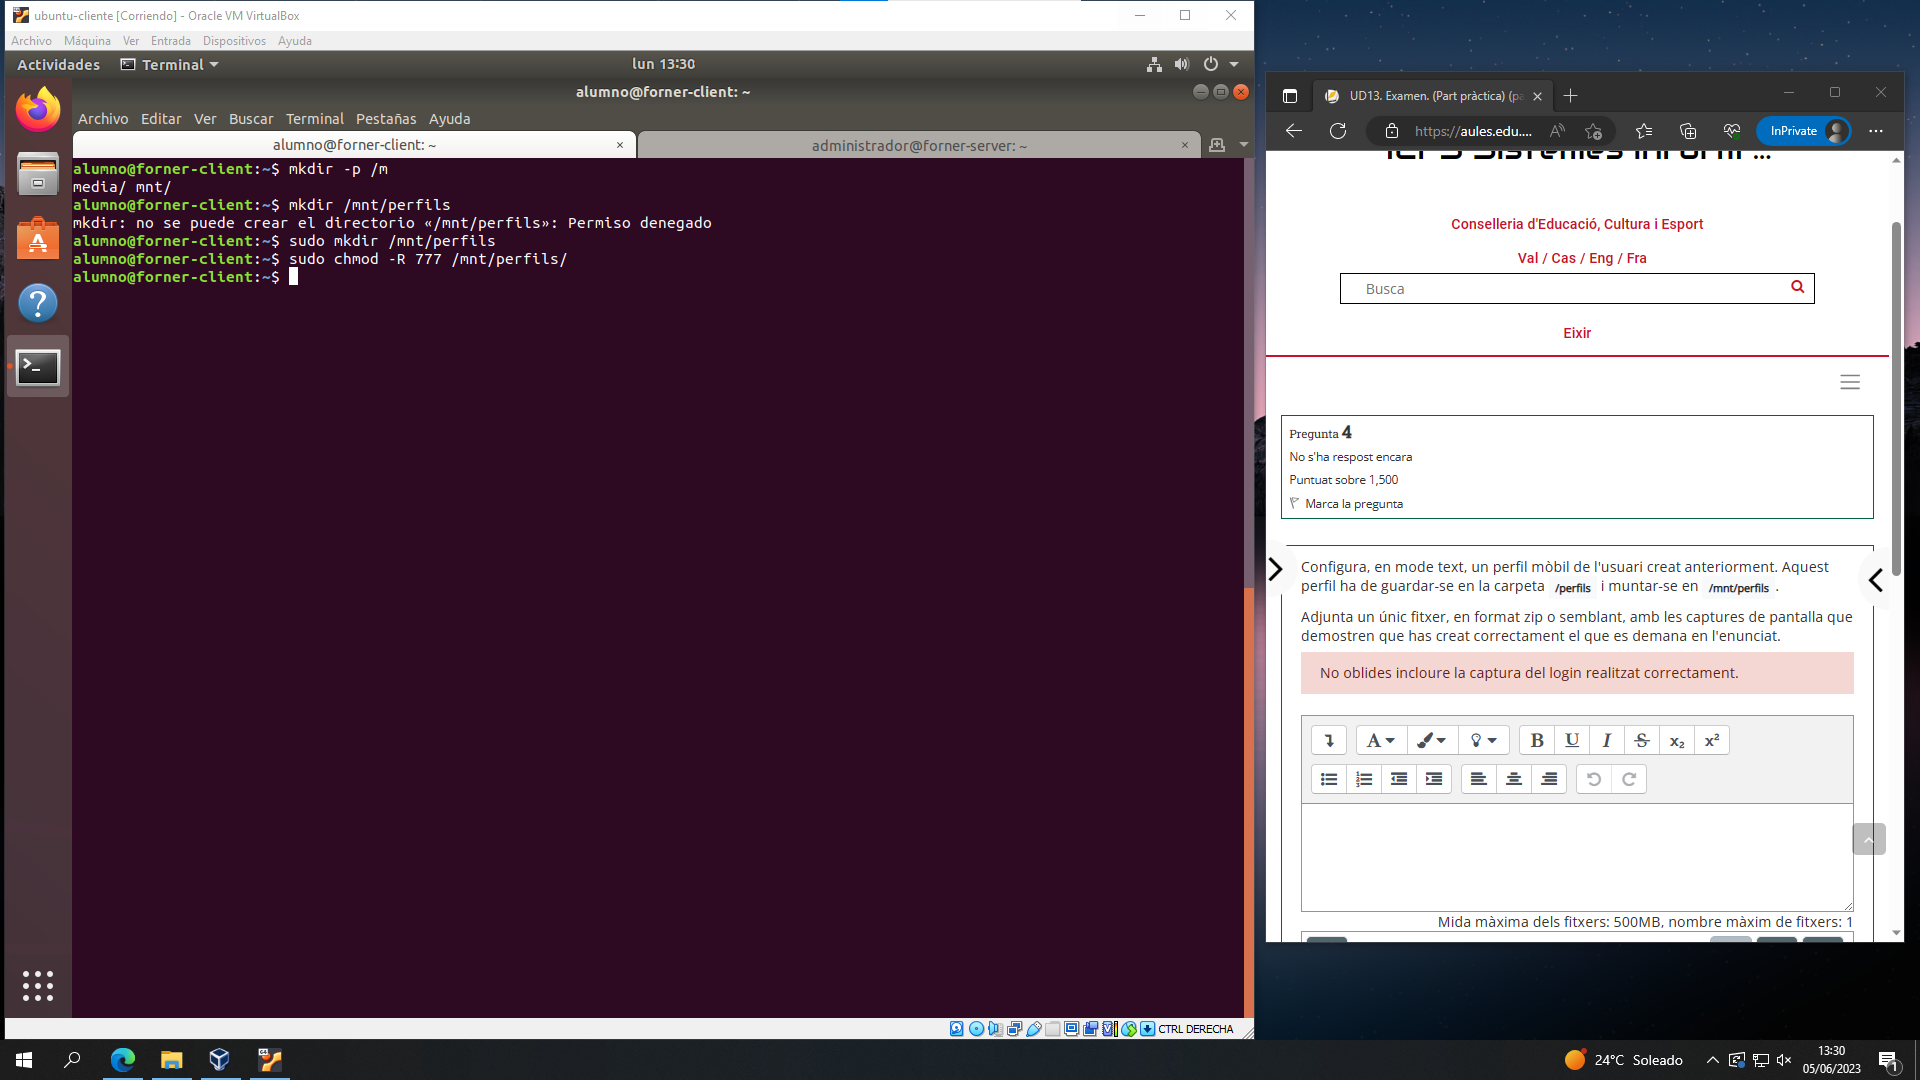 ubuntu-cliente [Corriendo] - Oracle VM VirtualBox
Archivo Máquina Ver Entrada Dispositivos Ayuda
Actividades Terminal lun 13:30
alumno@forner-client: ~
Archivo Editar Ver Buscar Terminal Pestañas Ayuda
alumno@forner-client: ~ × administrador@forner-server: ~ ×
alumno@forner-client:~$ mkdir -p /m
media/ mnt/
alumno@forner-client:~$ mkdir /mnt/perfils
mkdir: no se puede crear el directorio «/mnt/perfils»: Permiso denegado
alumno@forner-client:~$ sudo mkdir /mnt/perfils
alumno@forner-client:~$ sudo chmod -R 777 /mnt/perfils/
alumno@forner-client:~$
CTRL DERECHA
UD13. Examen. (Part pràctica) (pa
https://aules.edu.... InPrivate
Conselleria d'Educació, Cultura i Esport
Val / Cas / Eng / Fra
Busca
Eixir
Pregunta 4
No s'ha respost encara
Puntuat sobre 1,500
Marca la pregunta
Configura, en mode text, un perfil mòbil de l'usuari creat anteriorment. Aquest
perfil ha de guardar-se en la carpeta /perfils i muntar-se en /mnt/perfils .
Adjunta un únic fitxer, en format zip o semblant, amb les captures de pantalla que
demostren que has creat correctament el que es demana en l'enunciat.
No oblides incloure la captura del login realitzat correctament.
A B U I S x₂ x²
Mida màxima dels fitxers: 500MB, nombre màxim de fitxers: 1
24°C Soleado
13:30
05/06/2023
1